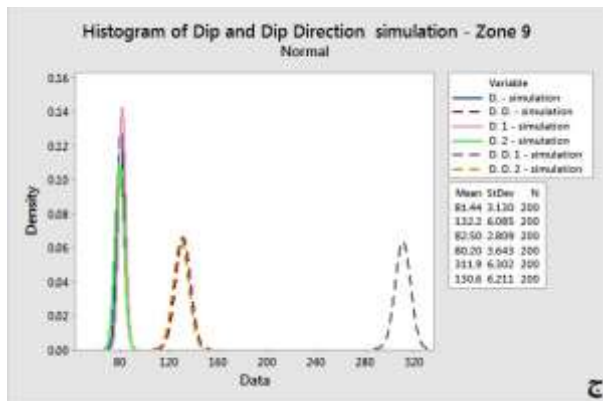 Histogram of Dip and Dip Direction simulation - Zone 9
Normal
0.16
0.14
0.12
0.10
0.08
0.06
0.04
0.02
0.00
Density
80 120 160 200 240 280 320
Data
Variable
D. - simulation
D. D. - simulation
D. 1 - simulation
D. 2 - simulation
D. D. 1 - simulation
D. D. 2 - simulation
Mean StDev N
81.44 3.130 200
132.2 6.085 200
82.50 2.809 200
80.20 3.643 200
311.9 6.302 200
130.8 6.211 200